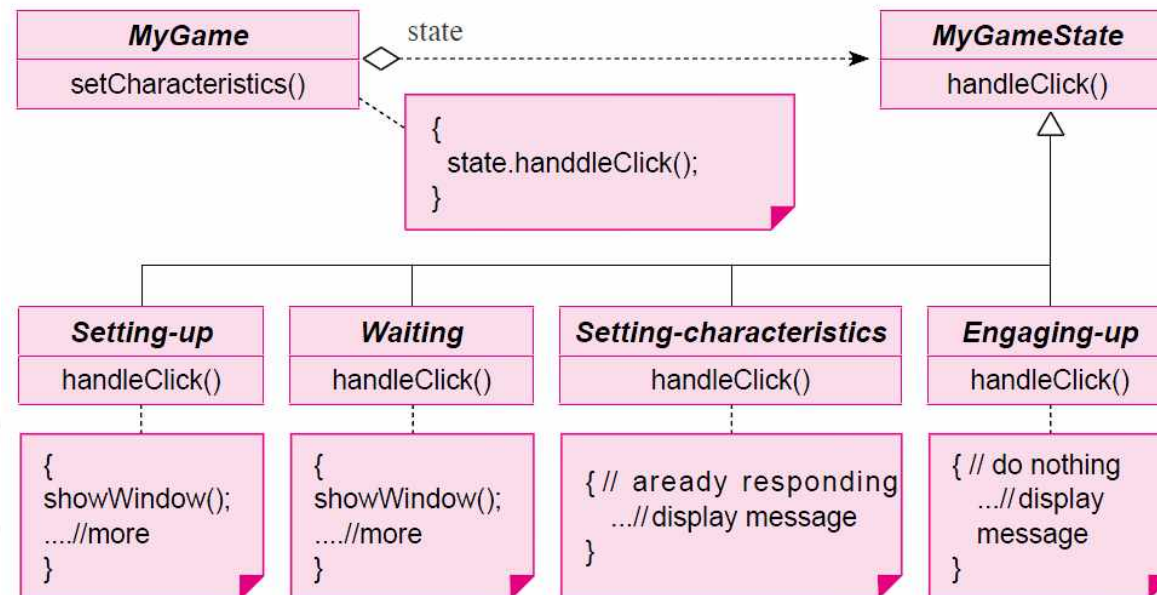 MyGame
setCharacteristics()
state
MyGameState
handleClick()
{
state.handdleClick();
}
Setting-up
handleClick()
{
showWindow();
....//more
}
Waiting
handleClick()
{
showWindow();
....//more
}
Setting-characteristics
handleClick()
{ // aready responding
...// display message
}
Engaging-up
handleClick()
{ // do nothing
...// display
message
}